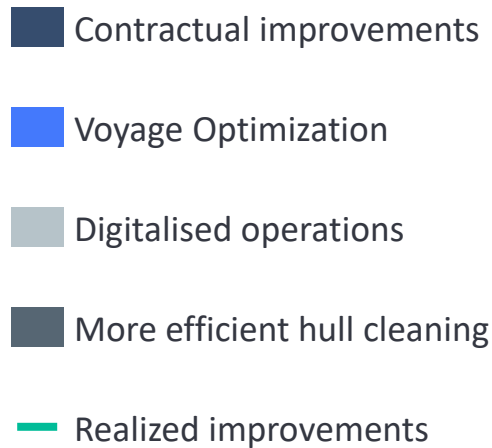 Contractual improvements
Voyage Optimization
Digitalised operations
More efficient hull cleaning
Realized improvements